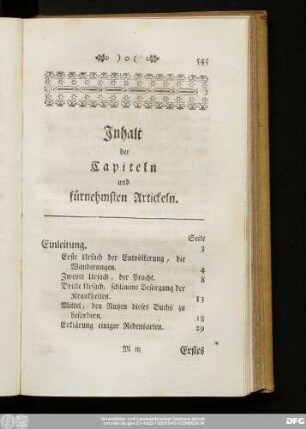 ) o (
545
Inhalt
der
Capiteln
und
fürnehmsten Artickeln.
Seite
Einleitung. 3
Erste Ursach der Entvölkerung, die
Wanderungen. 4
Zweyte Ursach, der Pracht. 8
Dritte Ursach, schlimme Besorgung der
Krankheiten. 13
Mittel, den Nutzen dieses Buchs zu
befördern. 18
Erklärung einiger Redensarten. 29
M m
Erstes